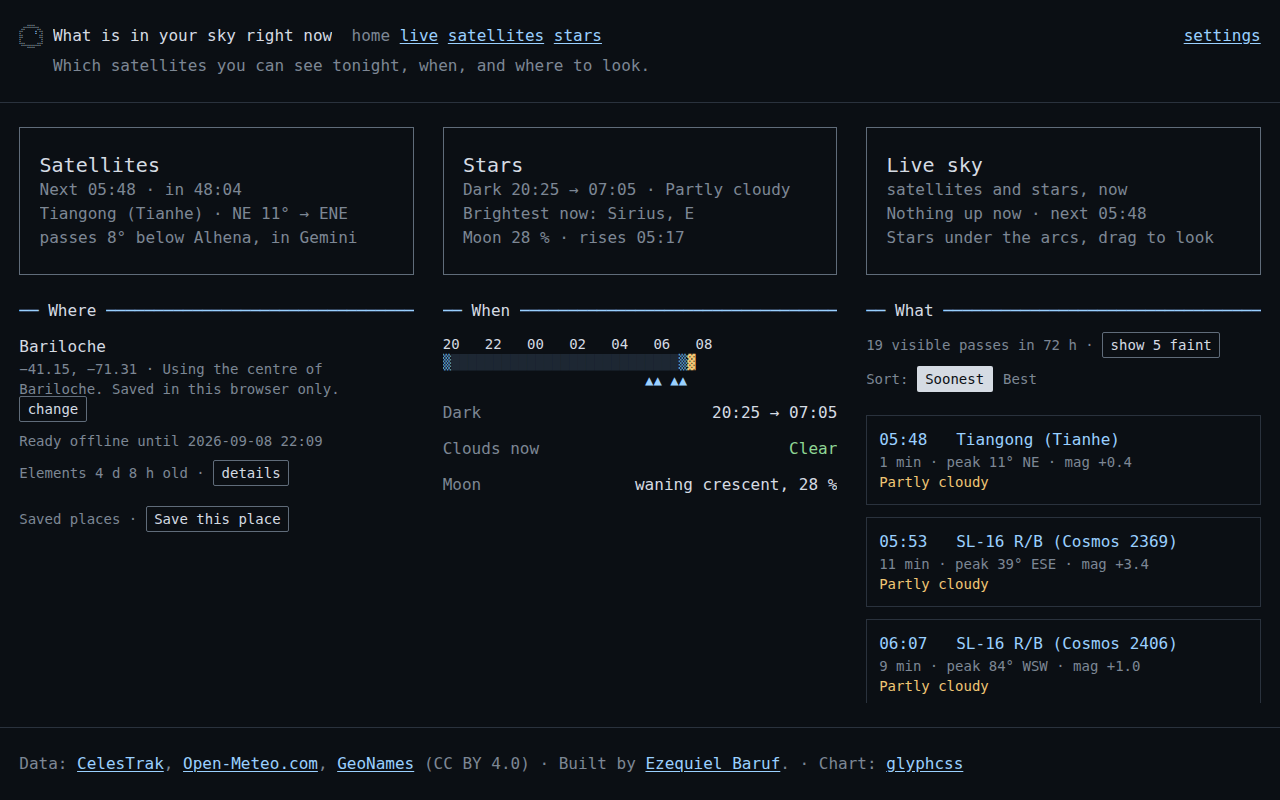 What is in your sky right now home live satellites stars settings
Which satellites you can see tonight, when, and where to look.
Satellites
Next 05:48 · in 48:04
Tiangong (Tianhe) · NE 11° → ENE
passes 8° below Alhena, in Gemini
Stars
Dark 20:25 → 07:05 · Partly cloudy
Brightest now: Sirius, E
Moon 28 % · rises 05:17
Live sky
satellites and stars, now
Nothing up now · next 05:48
Stars under the arcs, drag to look
Where
Bariloche
−41.15, −71.31 · Using the centre of
Bariloche. Saved in this browser only.
change
Ready offline until 2026-09-08 22:09
Elements 4 d 8 h old · details
Saved places · Save this place
When
20 22 00 02 04 06 08
Dark 20:25 → 07:05
Clouds now Clear
Moon waning crescent, 28 %
What
19 visible passes in 72 h · show 5 faint
Sort: Soonest Best
05:48 Tiangong (Tianhe)
1 min · peak 11° NE · mag +0.4
Partly cloudy
05:53 SL-16 R/B (Cosmos 2369)
11 min · peak 39° ESE · mag +3.4
Partly cloudy
06:07 SL-16 R/B (Cosmos 2406)
9 min · peak 84° WSW · mag +1.0
Partly cloudy
Data: CelesTrak, Open-Meteo.com, GeoNames (CC BY 4.0) · Built by Ezequiel Baruf. · Chart: glyphcss